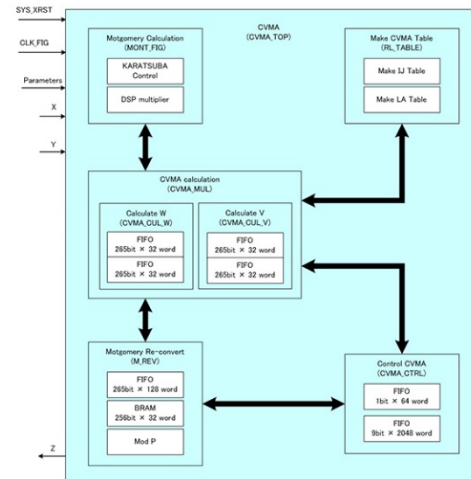 SYS_XRST
CLK_FIG
Parameters
X
Y
Z
CVMA
(CVMA_TOP)
Motgomery Calculation
(MONT_FIG)
KARATSUBA
Control
DSP multiplier
Make CVMA Table
(RL_TABLE)
Make IJ Table
Make LA Table
CVMA calculation
(CVMA_MUL)
Calculate W
(CVMA_CUL_W)
FIFO
265bit × 32 word
FIFO
265bit × 32 word
Calculate V
(CVMA_CUL_V)
FIFO
265bit × 32 word
FIFO
265bit × 32 word
Motgomery Re-convert
(M_REV)
FIFO
265bit × 128 word
BRAM
256bit × 32 word
Mod P
Control CVMA
(CVMA_CTRL)
FIFO
1bit × 64 word
FIFO
9bit × 2048 word